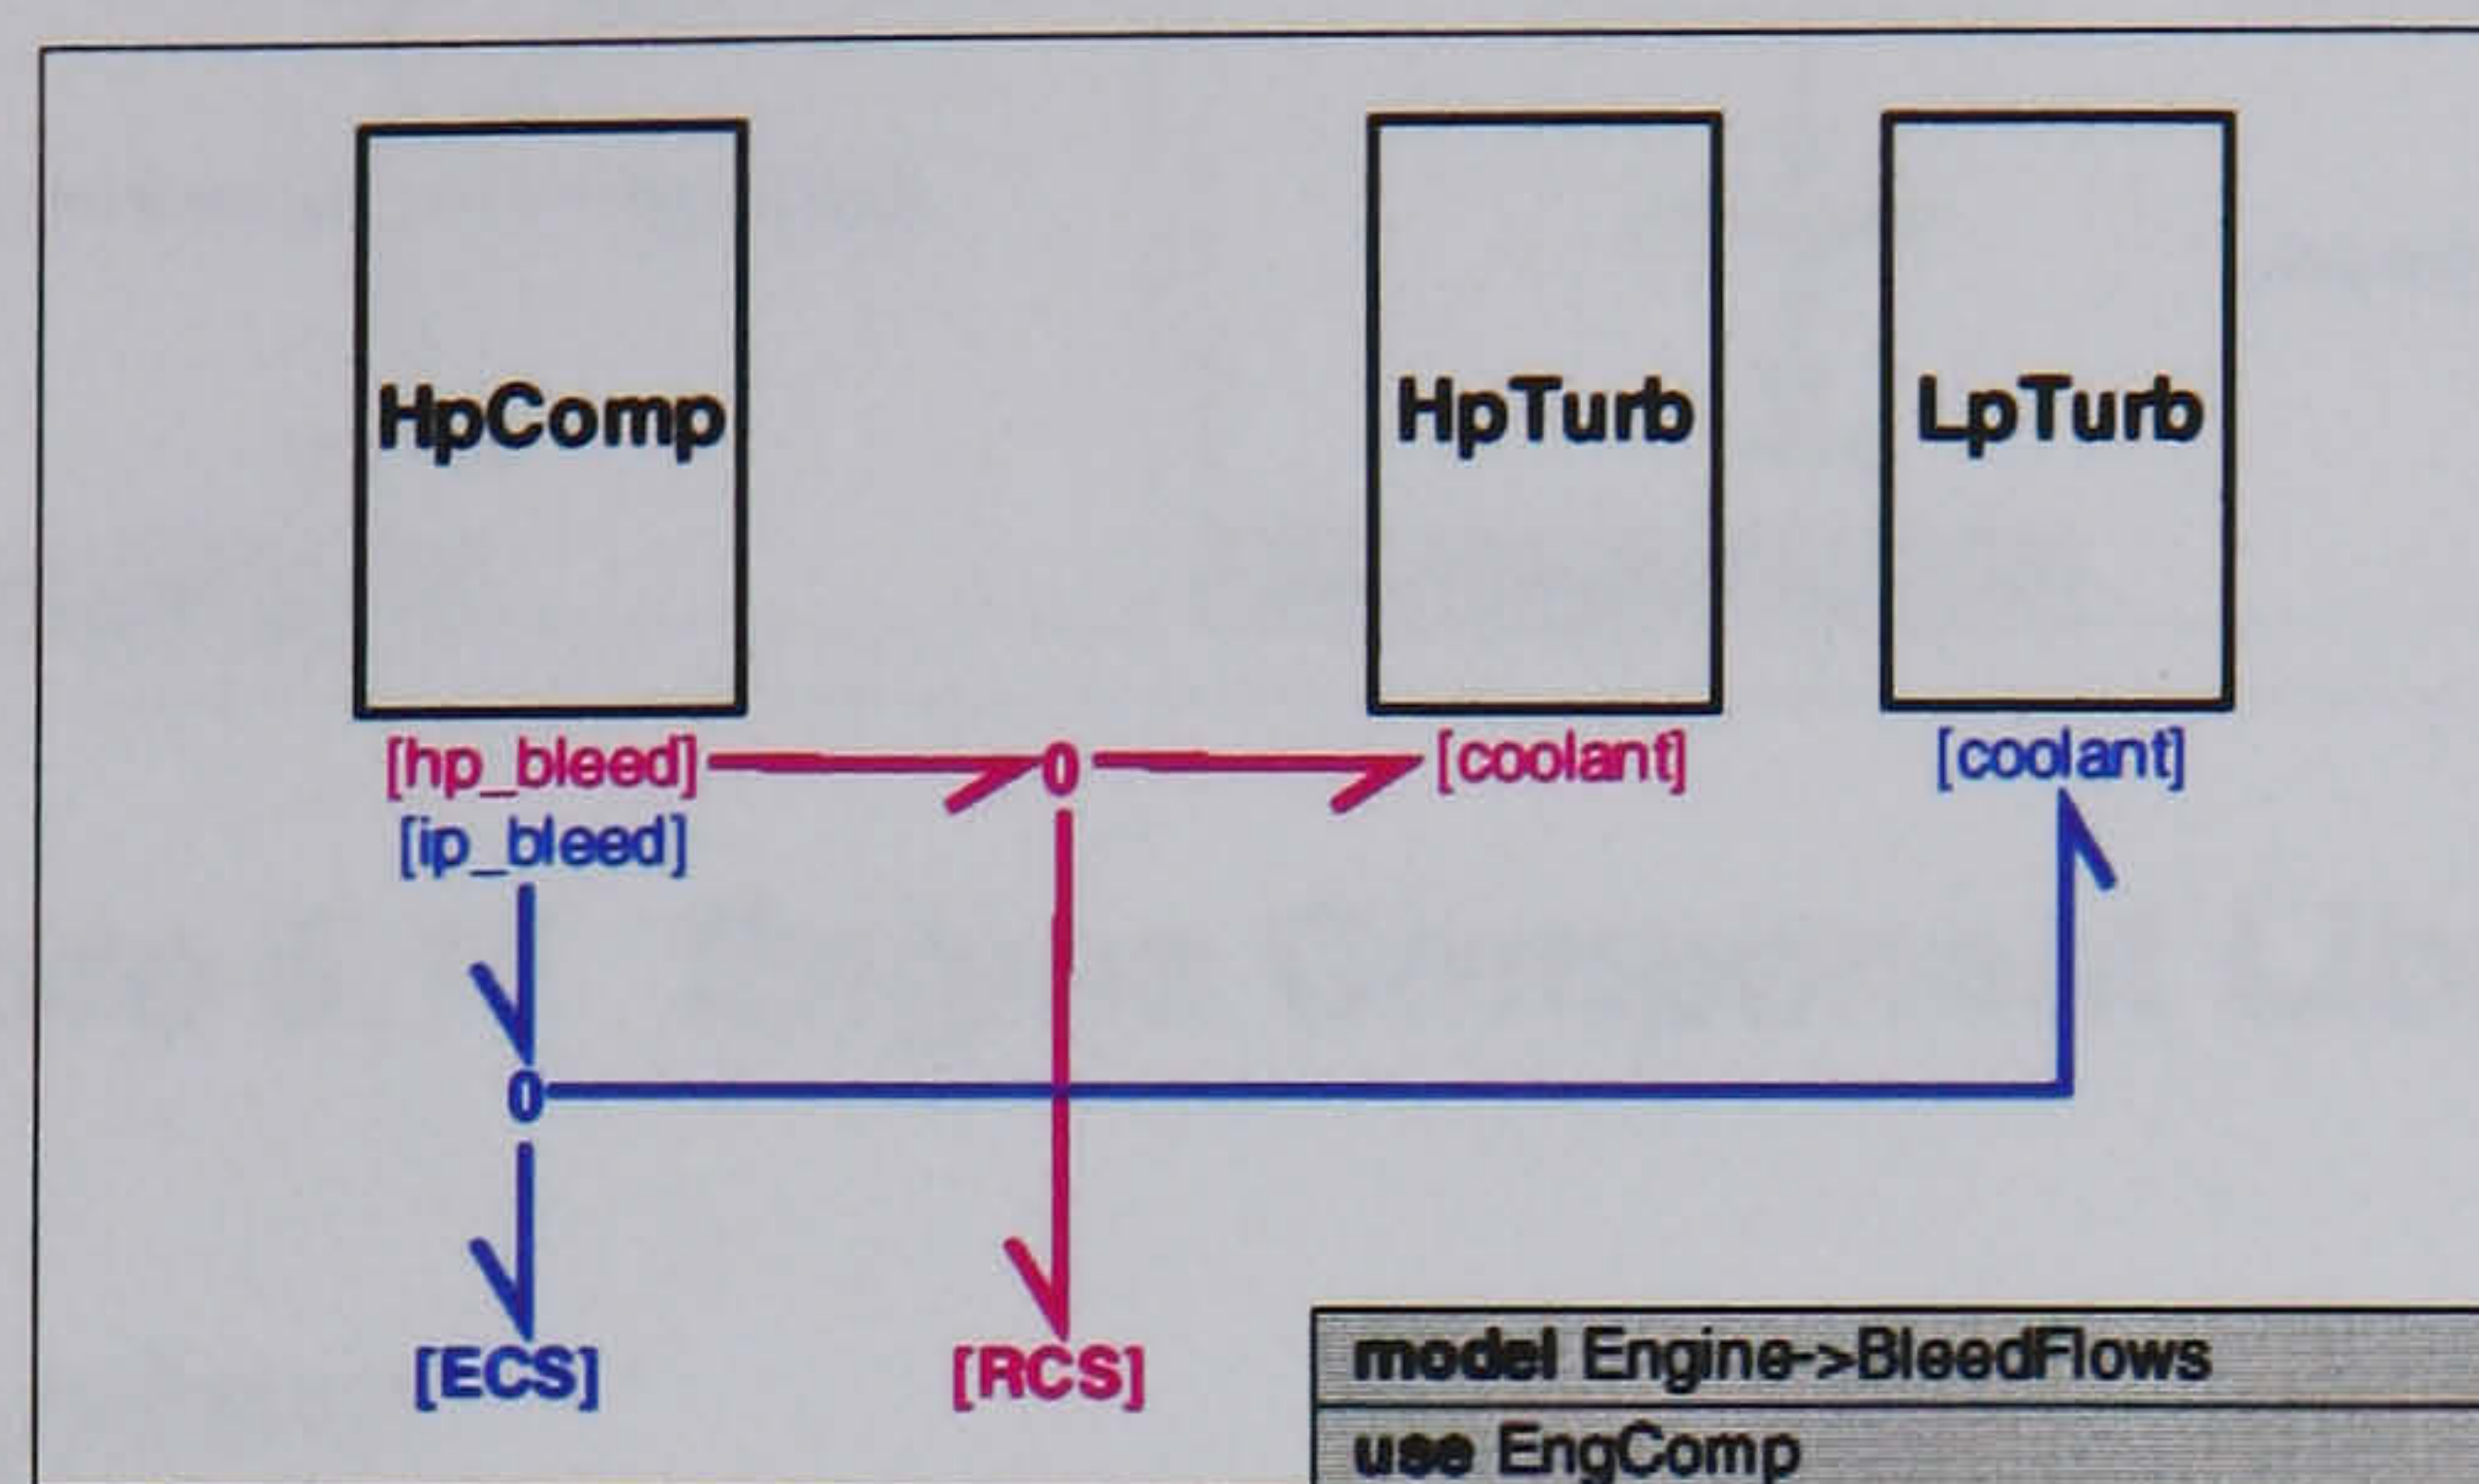 HpComp HpTurb LpTurb
[hp_bleed] 0 [coolant] [coolant]
[ip_bleed]
0
[ECS] [RCS]
model Engine->BleedFlows
use EngComp